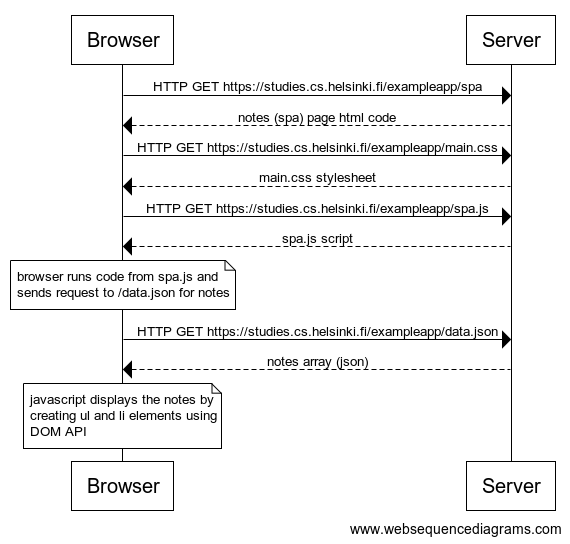 Browser
Server
HTTP GET https://studies.cs.helsinki.fi/exampleapp/spa
notes (spa) page html code
HTTP GET https://studies.cs.helsinki.fi/exampleapp/main.css
main.css stylesheet
HTTP GET https://studies.cs.helsinki.fi/exampleapp/spa.js
spa.js script
browser runs code from spa.js and
sends request to /data.json for notes
HTTP GET https://studies.cs.helsinki.fi/exampleapp/data.json
notes array (json)
javascript displays the notes by
creating ul and li elements using
DOM API
Browser
Server
www.websequencediagrams.com